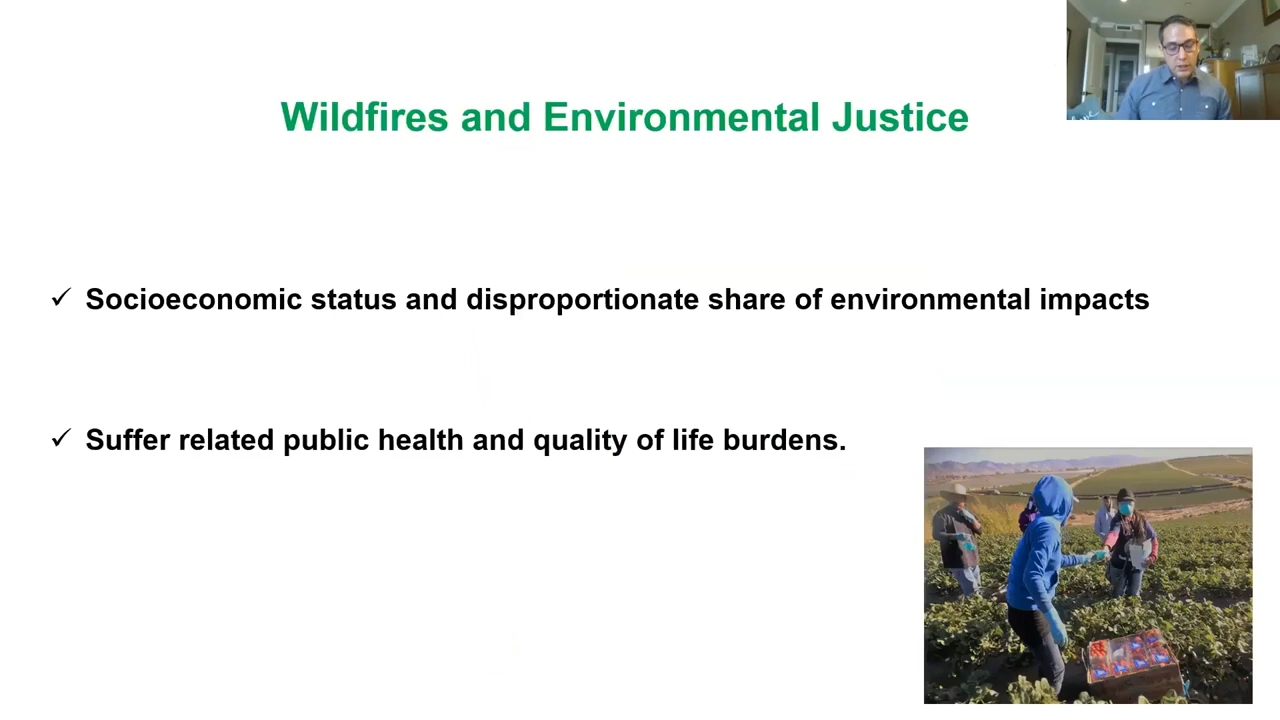 Wildfires and Environmental Justice
✓ Socioeconomic status and disproportionate share of environmental impacts
✓ Suffer related public health and quality of life burdens.